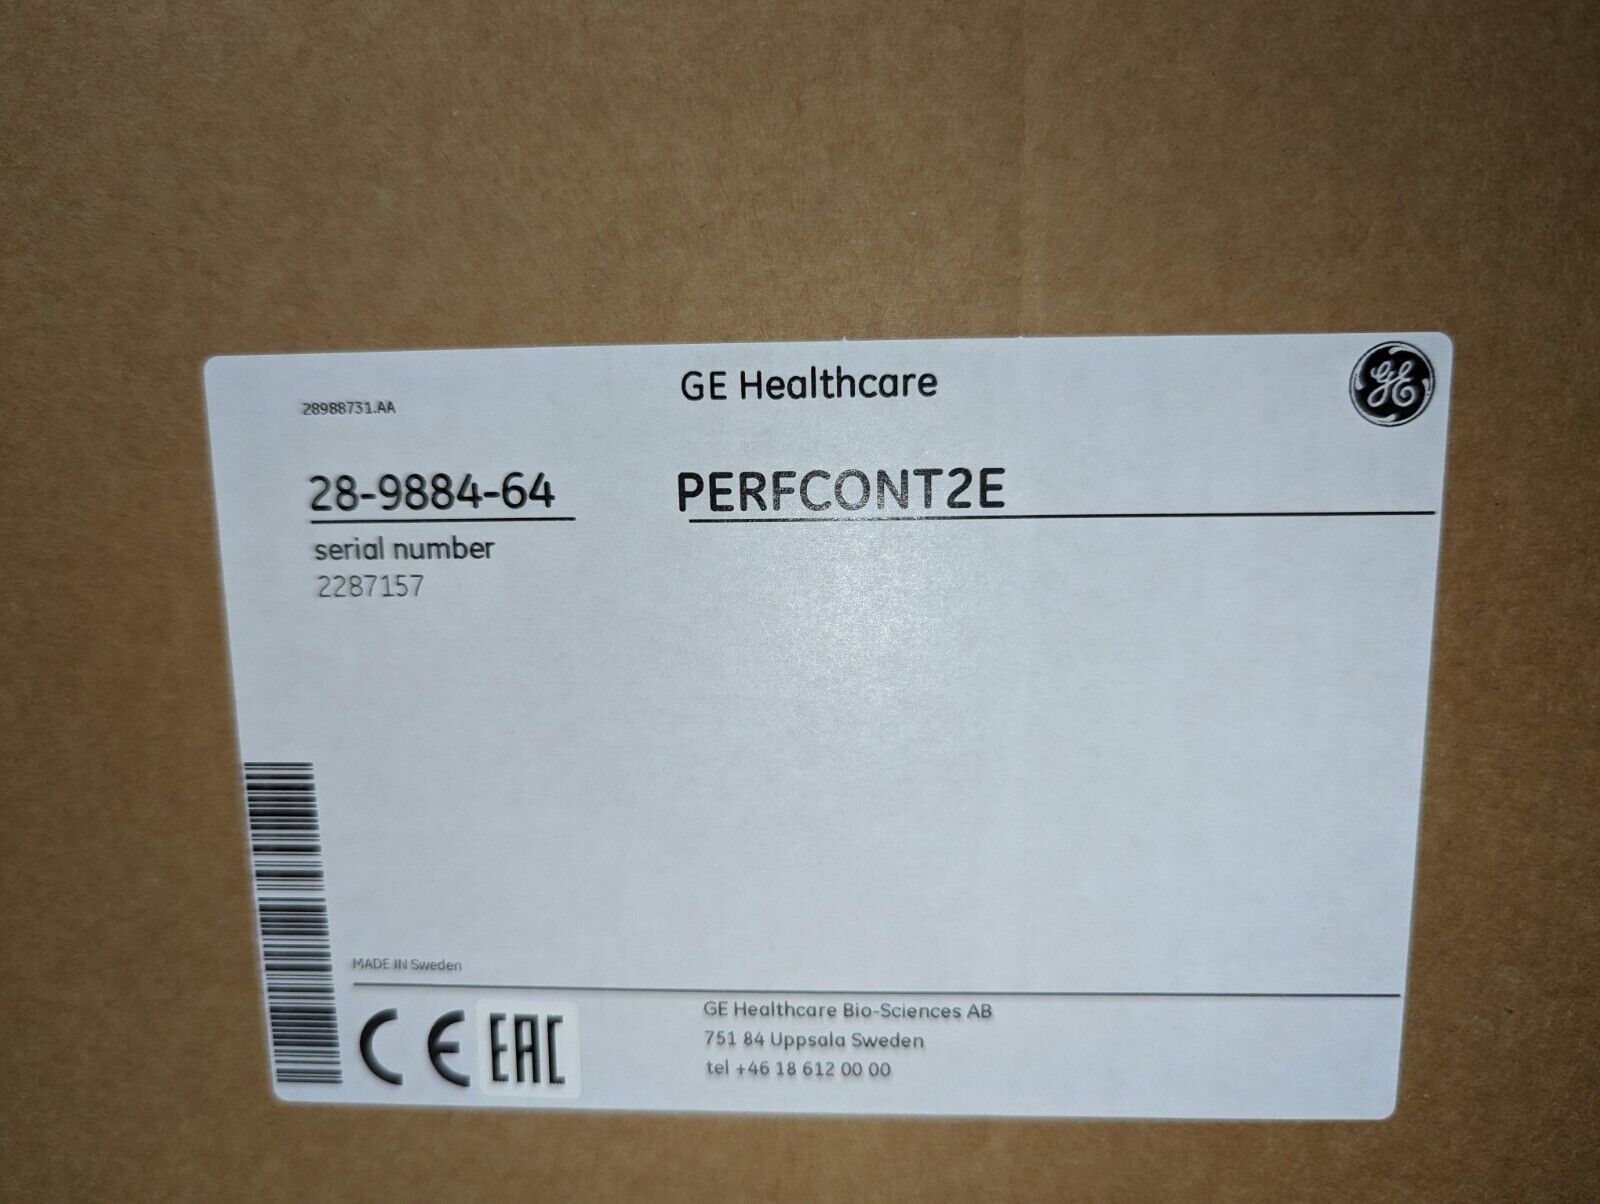 GE Healthcare
GE
28988731.AA
28-9884-64
PERFCONT2E
serial number
2287157
MADE IN Sweden
CE EAC
GE Healthcare Bio-Sciences AB
751 84 Uppsala Sweden
tel +46 18 612 00 00